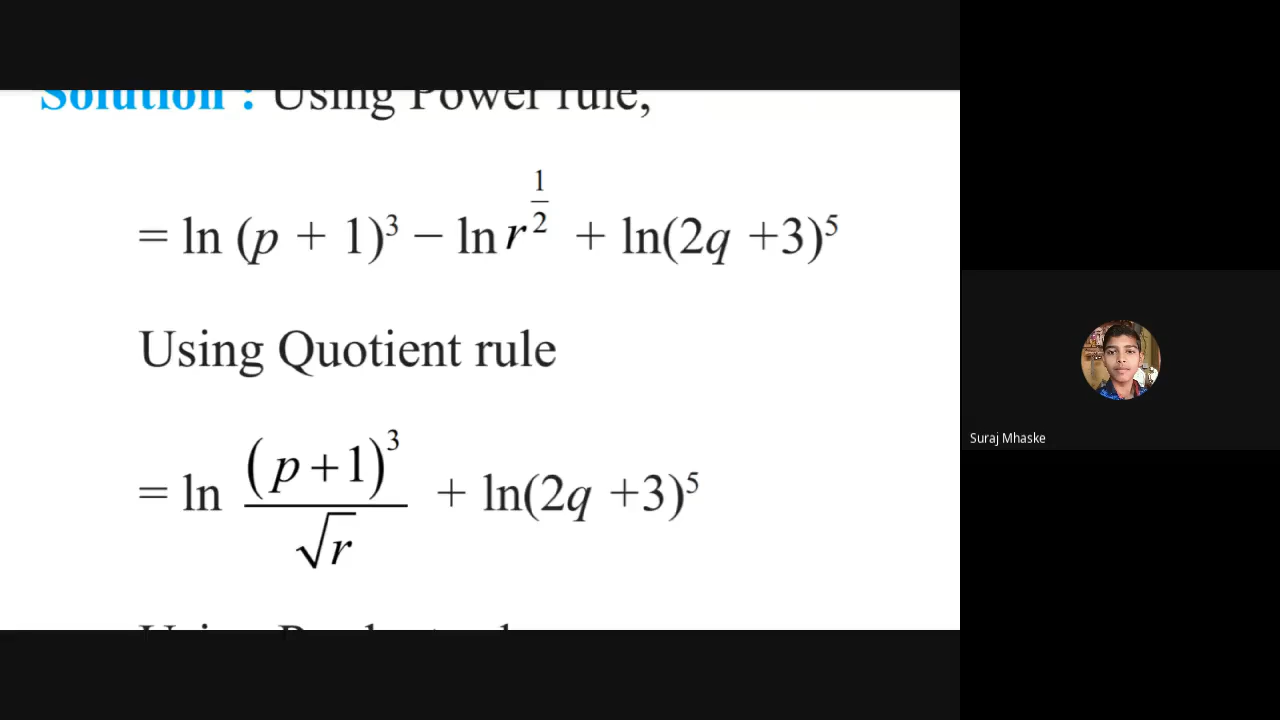 Solution : Using Power rule,
= ln (p + 1)³ − ln r^{1/2} + ln(2q +3)⁵
Using Quotient rule
= ln \frac{(p+1)³}{√r} + ln(2q +3)⁵
Suraj Mhaske